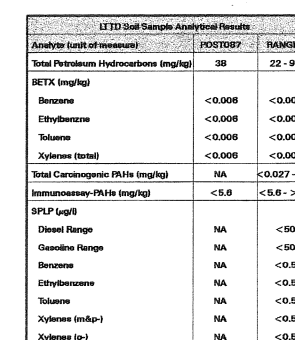 LTTD Soil Sample Analytical Results
Analyte (unit of measure) POST087 RANGE
Total Petroleum Hydrocarbons (mg/kg) 38 22 - 9
BETX (mg/kg)
Benzene <0.006 <0.00
Ethylbenzne <0.006 <0.00
Toluene <0.006 <0.00
Xylenes (total) <0.006 <0.00
Total Carcinogenic PAHs (mg/kg) NA <0.027 -
Immunoassay-PAHs (mg/kg) <5.6 <5.6 - >
SPLP (µg/l)
Diesel Range NA <50
Gasoline Range NA <50
Benzene NA <0.5
Ethylbenzene NA <0.5
Toluene NA <0.5
Xylenes (m&p-) NA <0.5
Xylenes (o-) NA <0.5